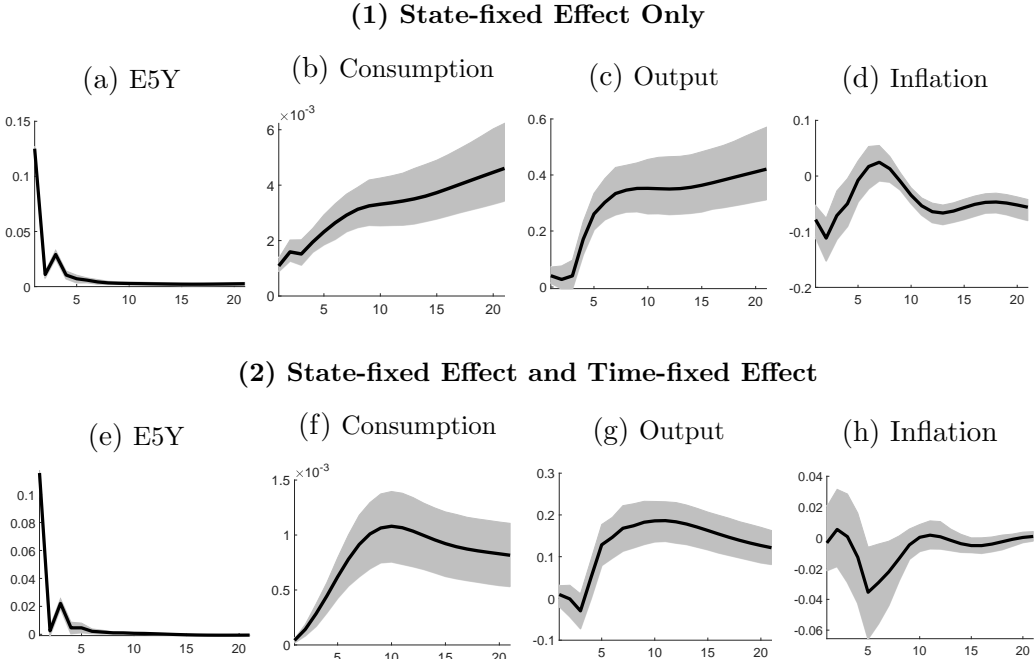 (1) State-fixed Effect Only
(a) E5Y
(b) Consumption
(c) Output
(d) Inflation
0.15
0.1
0.05
0
5 10 15 20
×10⁻³
6
4
2
0
5 10 15 20
0.6
0.4
0.2
0
5 10 15 20
0.1
0
-0.1
-0.2
5 10 15 20
(2) State-fixed Effect and Time-fixed Effect
(e) E5Y
(f) Consumption
(g) Output
(h) Inflation
0.1
0.08
0.06
0.04
0.02
0
5 10 15 20
×10⁻³
1.5
1
0.5
0
5 10 15 20
0.3
0.2
0.1
0
-0.1
5 10 15 20
0.04
0.02
0
-0.02
-0.04
-0.06
5 10 15 20